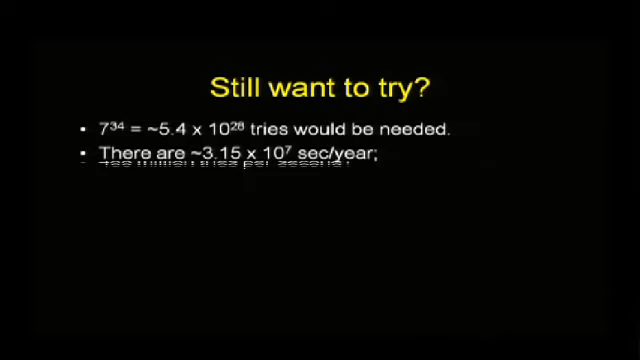 Still want to try?
• 7³⁴ = ~5.4 x 10²⁸ tries would be needed.
• There are ~3.15 x 10⁷ sec/year;